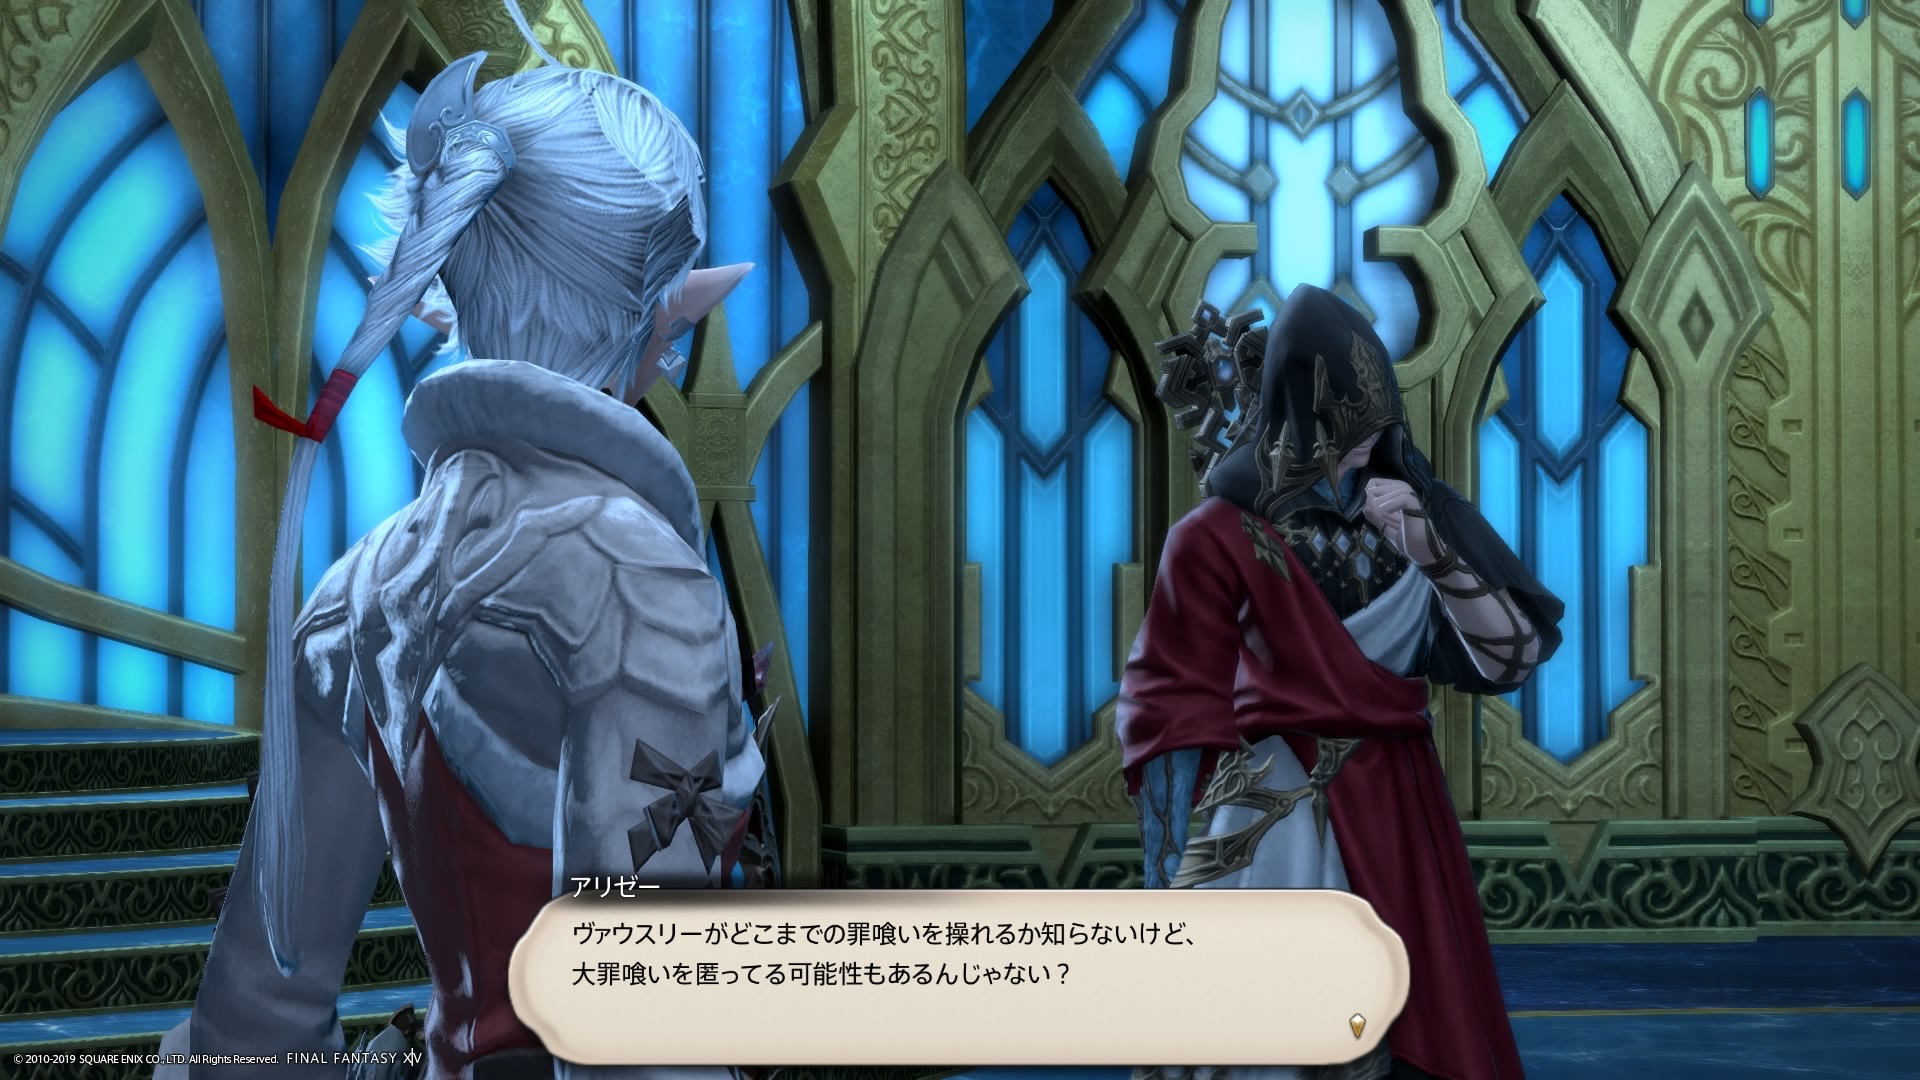 アリゼー
ヴァウスリーがどこまでの罪喰いを操れるか知らないけど、
大罪喰いを匿ってる可能性もあるんじゃない？
© 2010-2019 SQUARE ENIX CO., LTD. All Rights Reserved. FINAL FANTASY XIV